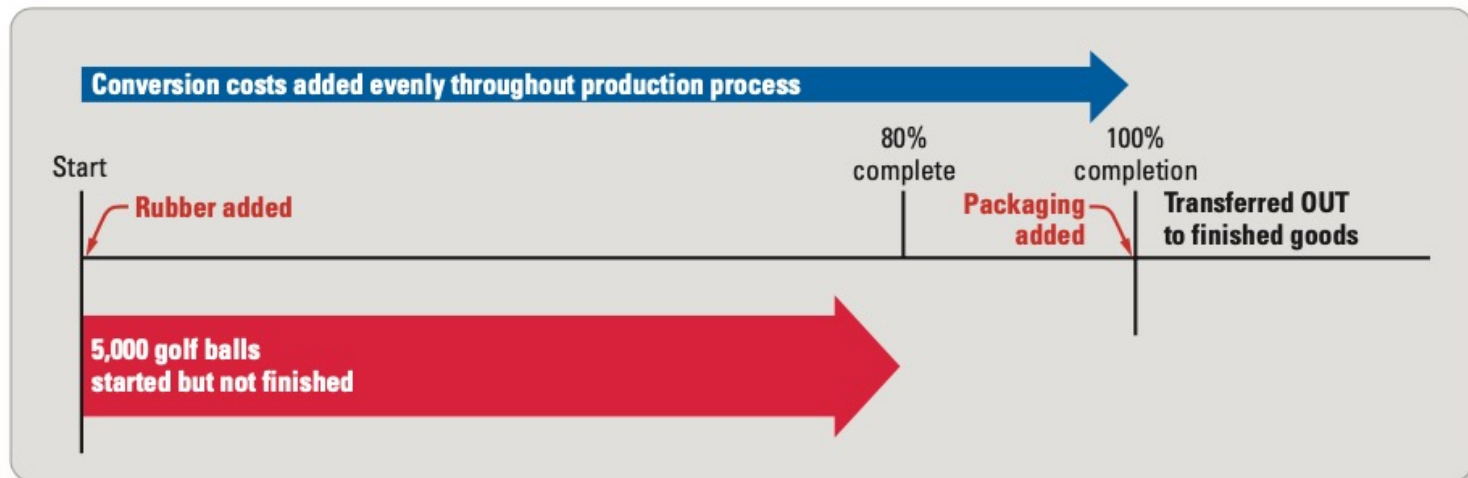 Conversion costs added evenly throughout production process
Start
80%
complete
100%
completion
Rubber added
Packaging
added
Transferred OUT
to finished goods
5,000 golf balls
started but not finished